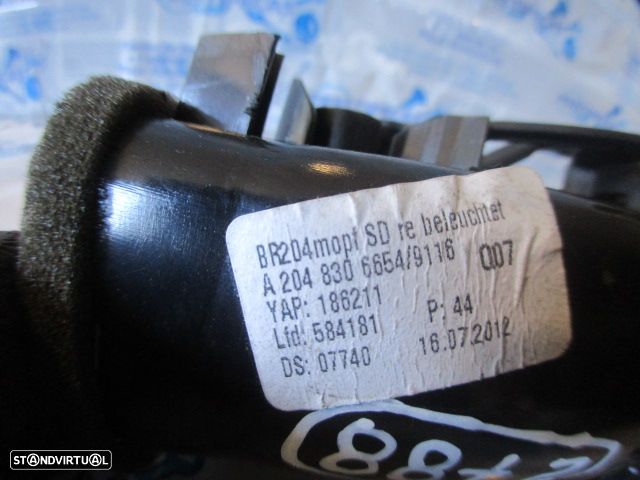 BR204mopf SD re beleuchtet
A 204 830 6654/9116 Q07
YAP: 186211 P: 44
Lfd: 584181 16.07.2012
DS: 07740
STANDVIRTUAL